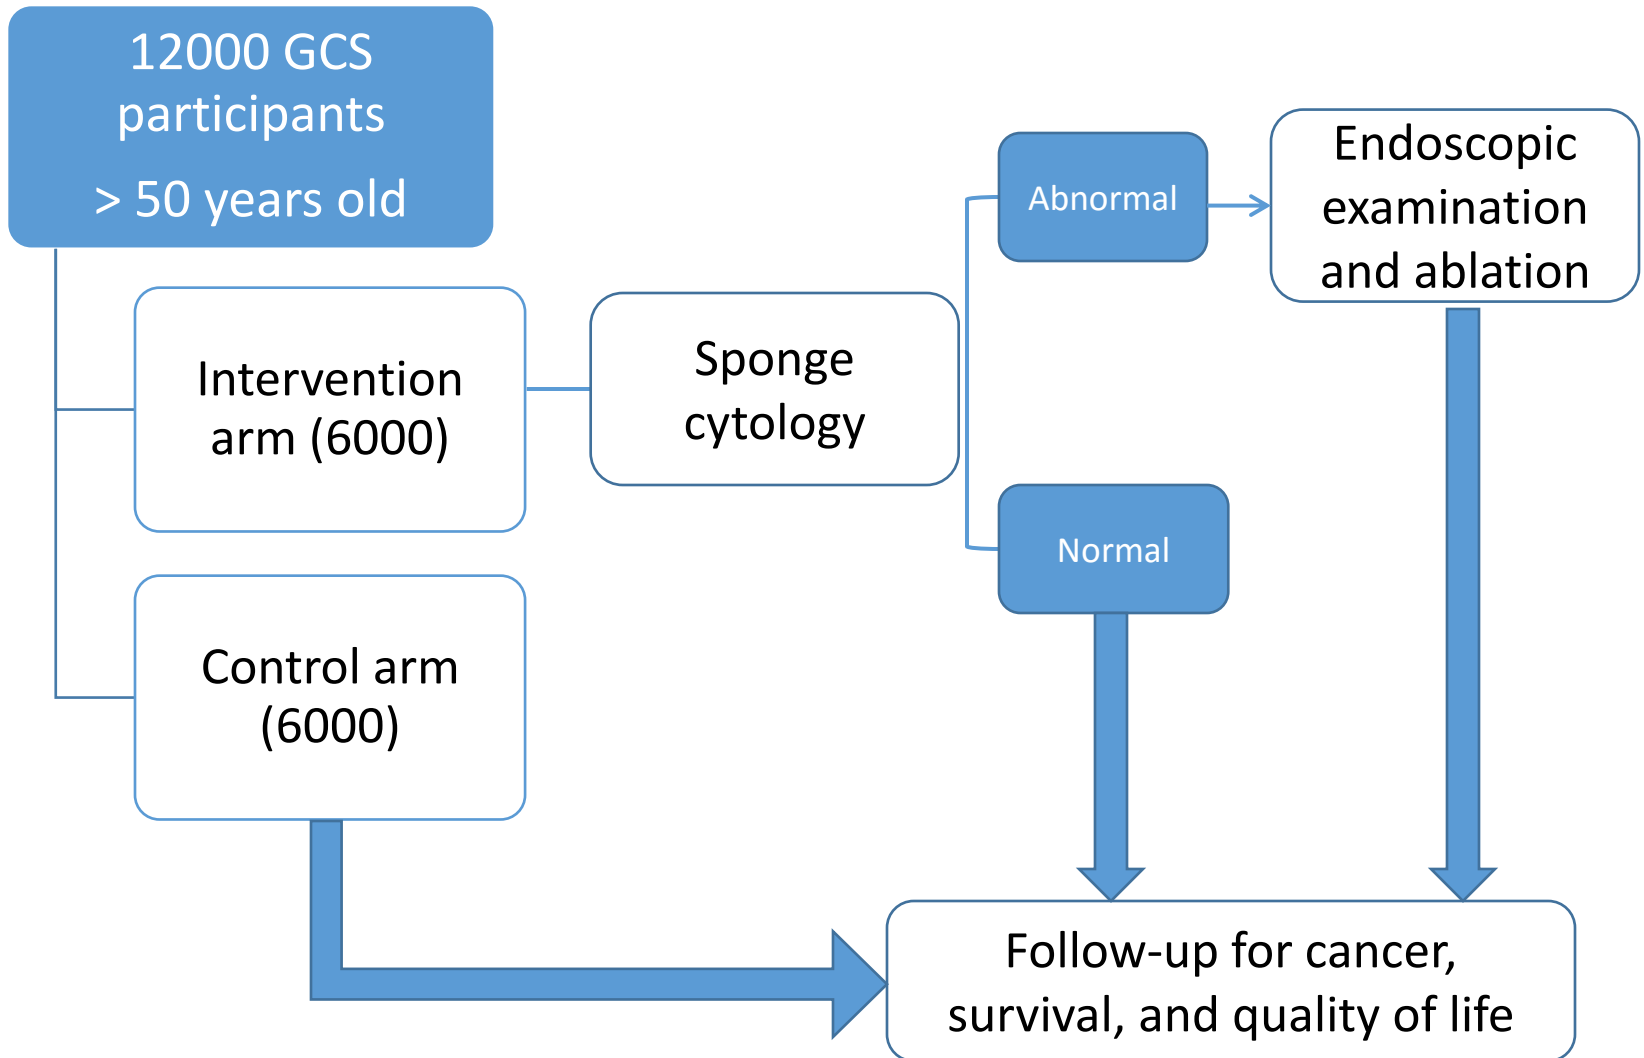 12000 GCS
participants
> 50 years old
Intervention
arm (6000)
Control arm
(6000)
Sponge
cytology
Abnormal
Normal
Endoscopic
examination
and ablation
Follow-up for cancer,
survival, and quality of life